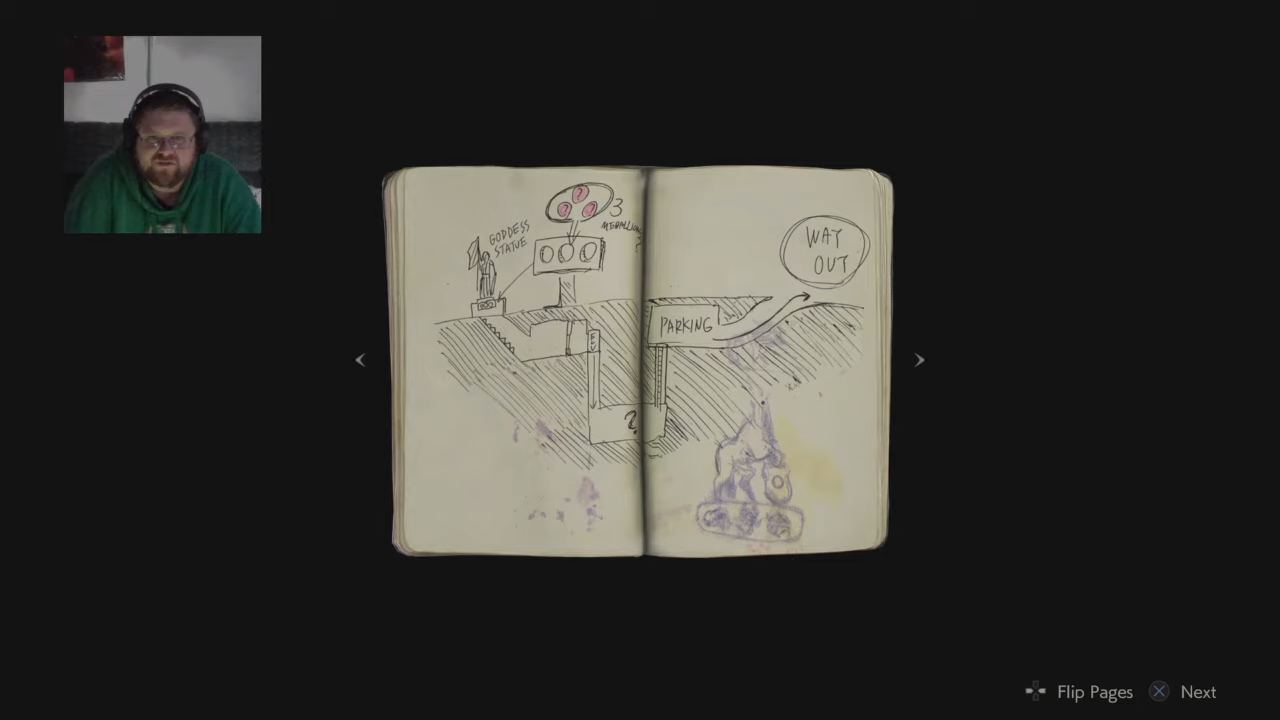 3
MEDALLIONS
?
GODDESS
STATUE
WAY
OUT
PARKING
?
Flip Pages
Next